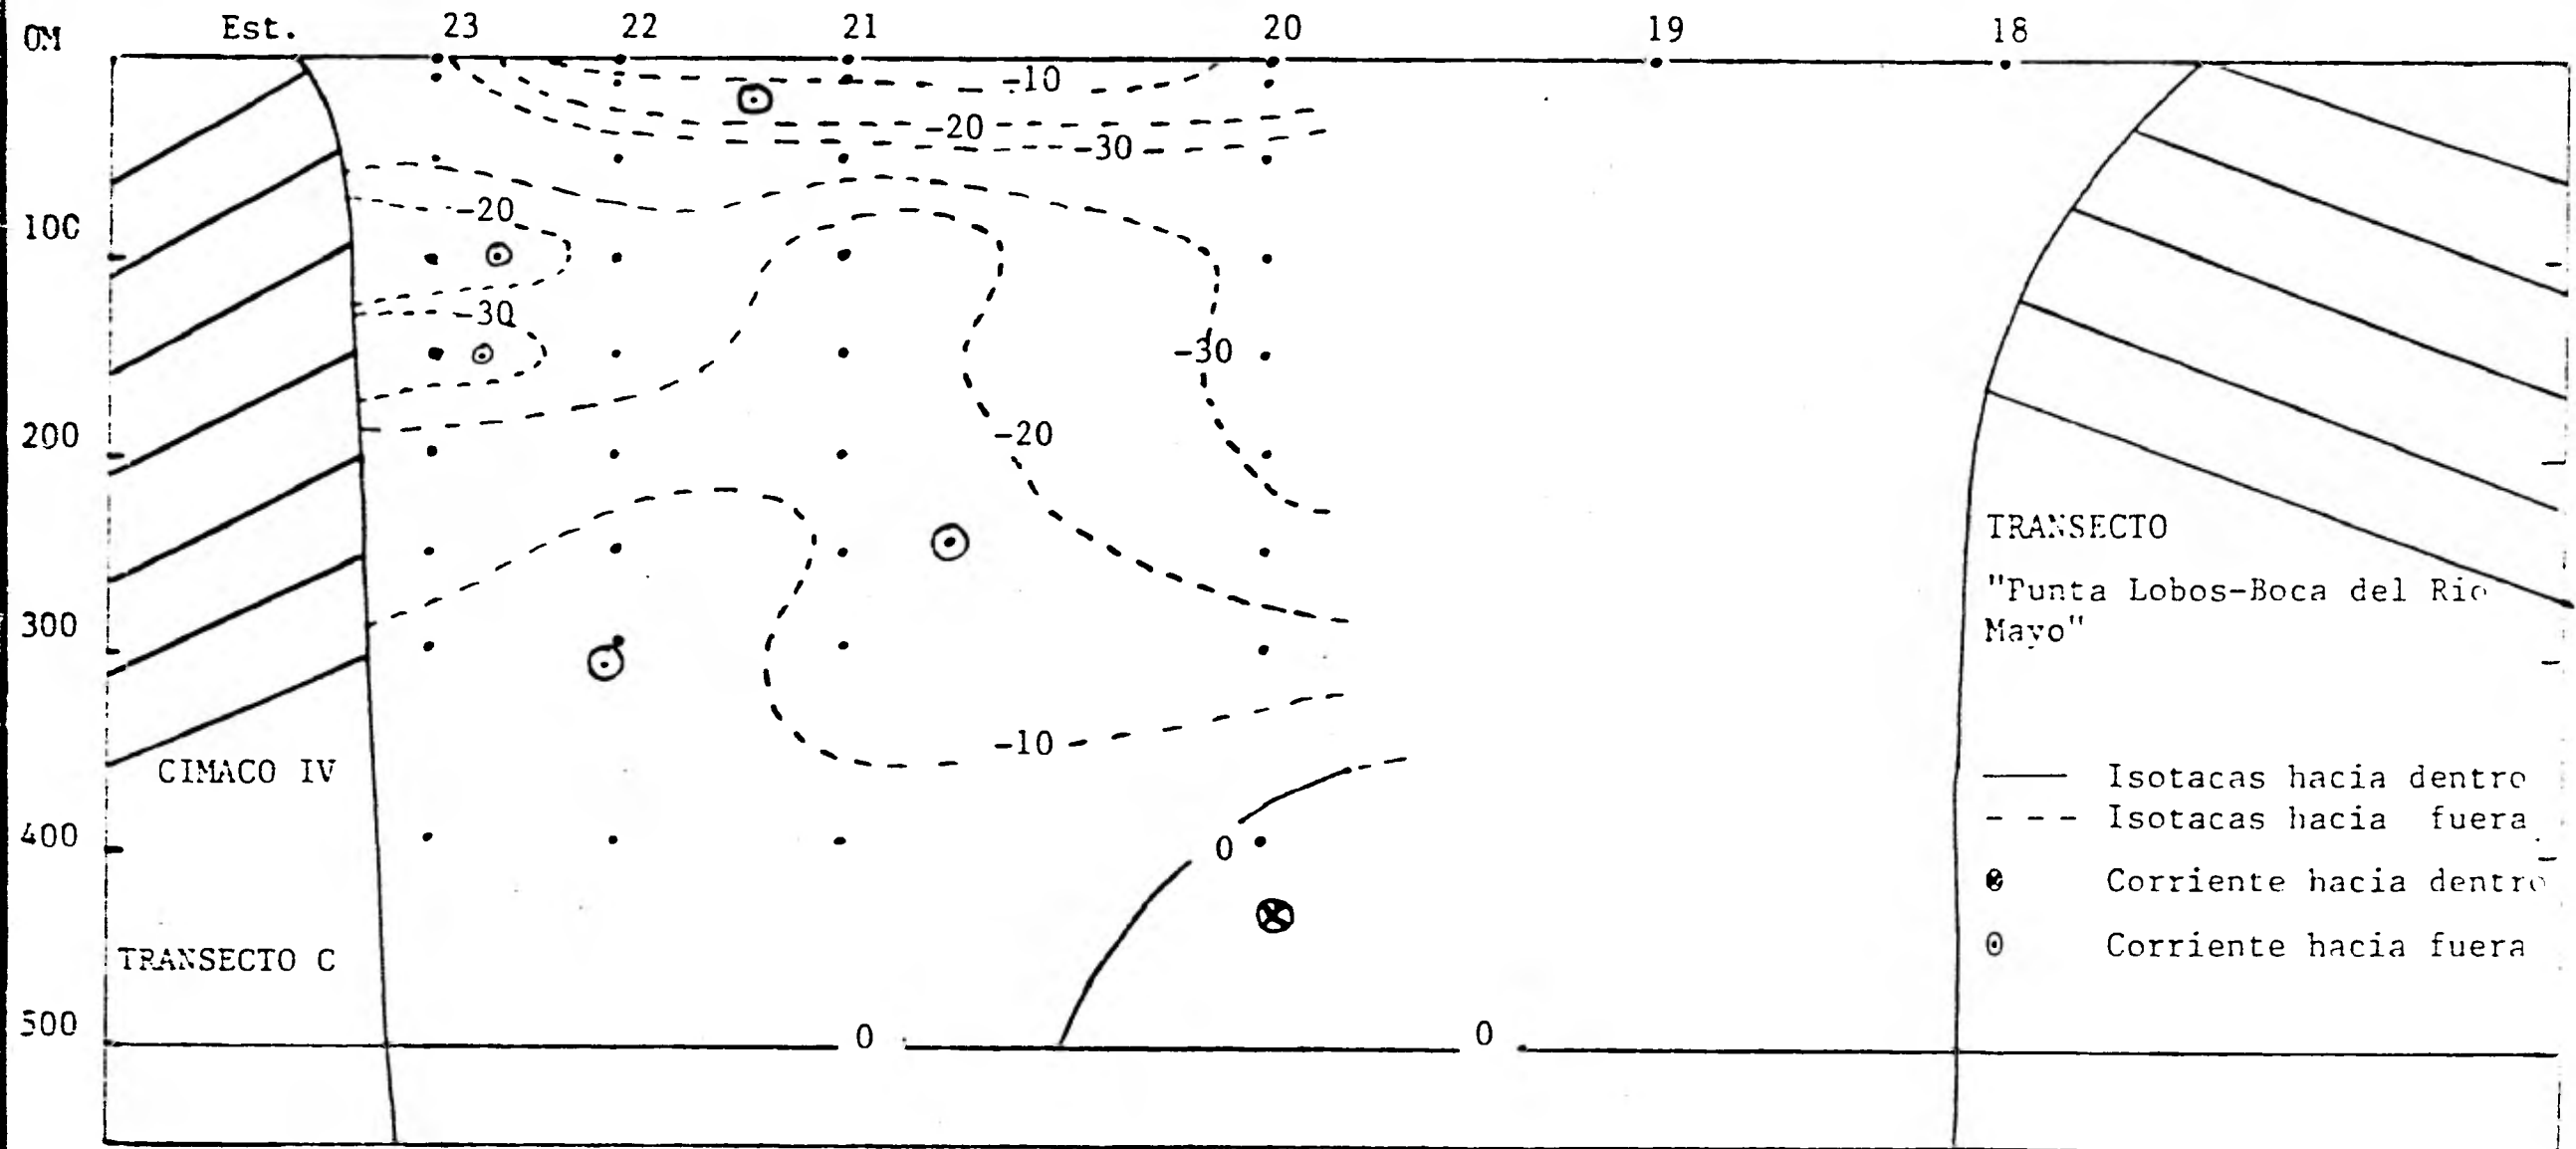 0M Est. 23 22 21 20 19 18
-10
-20
-30
-20
100
-30
-30
200
-20
TRANSECTO
"Punta Lobos-Boca del Rio
Mayo"
300
-10
CIMACO IV
Isotacas hacia dentro
Isotacas hacia fuera
400
0
Corriente hacia dentro
Corriente hacia fuera
TRANSECTO C
500
0
0